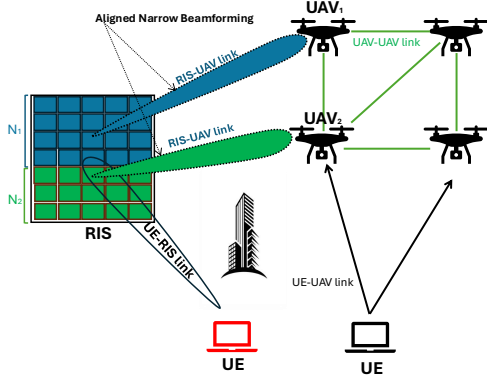 Aligned Narrow Beamforming
UAV₁
RIS-UAV link
UAV-UAV link
N₁
UAV₂
RIS-UAV link
N₂
RIS
UE-RIS link
UE-UAV link
UE
UE